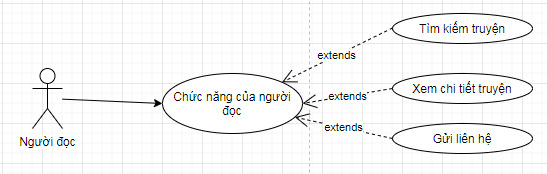 Tìm kiếm truyện
extends
Chức năng của người
đọc
extends
Xem chi tiết truyện
extends
Gửi liên hệ
Người đọc